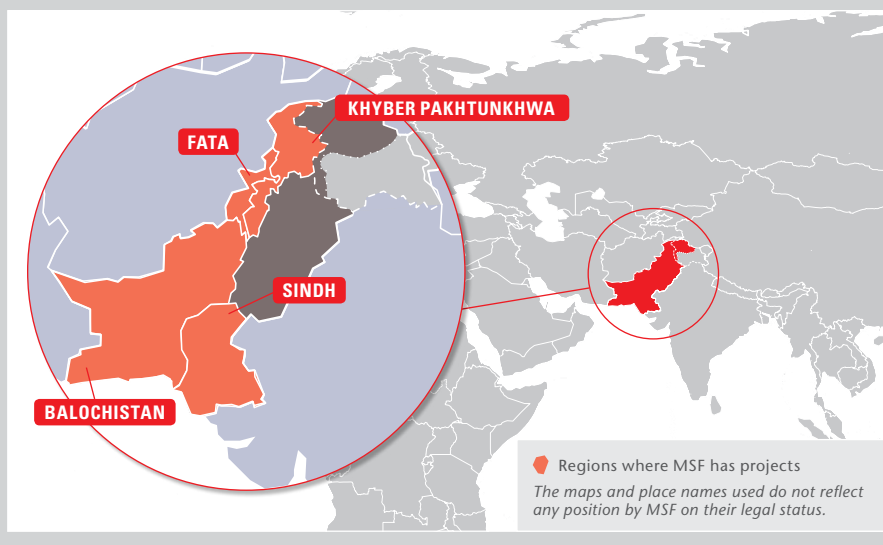 KHYBER PAKHTUNKHWA
FATA
SINDH
BALOCHISTAN
Regions where MSF has projects
The maps and place names used do not reflect
any position by MSF on their legal status.